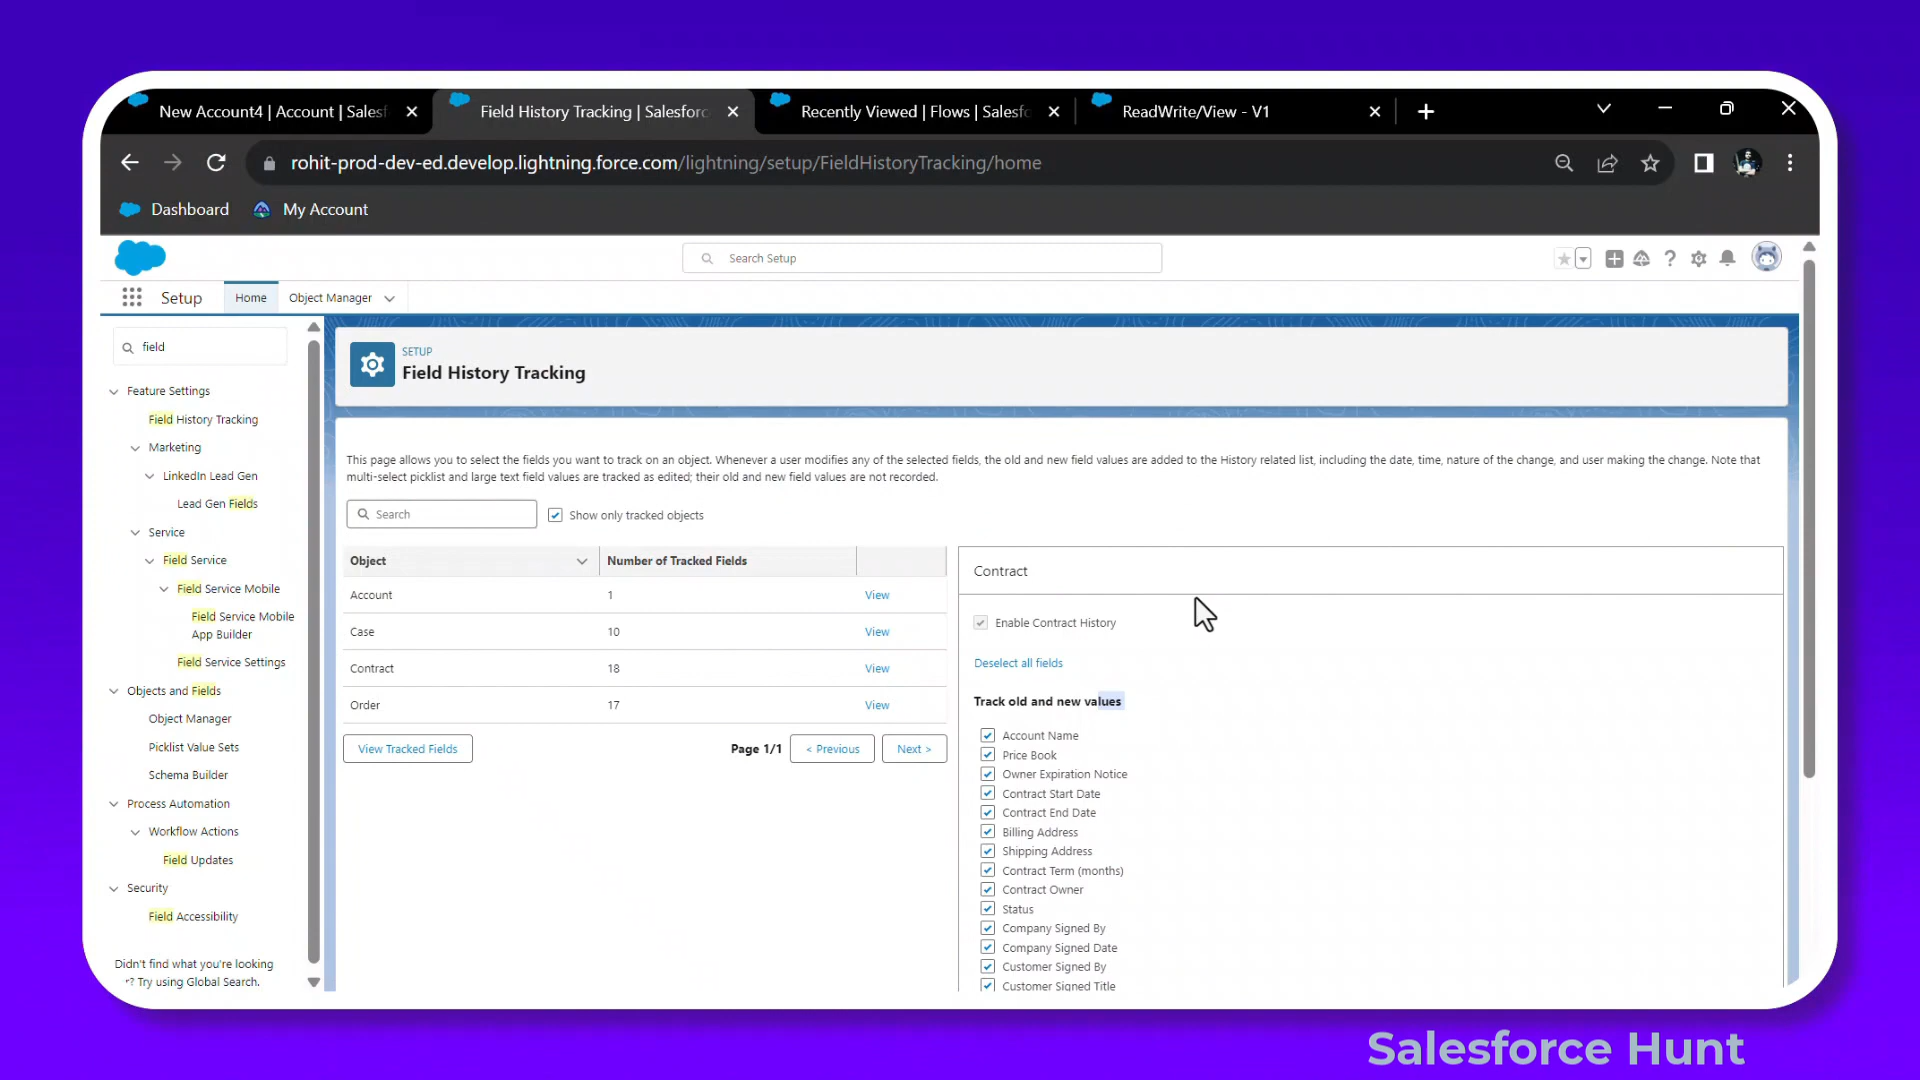 New Account4 | Account | Salesf
Field History Tracking | Salesforc
Recently Viewed | Flows | Salesfo
ReadWrite/View - V1
rohit-prod-dev-ed.develop.lightning.force.com/lightning/setup/FieldHistoryTracking/home
Dashboard
My Account
Search Setup
Setup
Home
Object Manager
field
Feature Settings
Field History Tracking
Marketing
LinkedIn Lead Gen
Lead Gen Fields
Service
Field Service
Field Service Mobile
Field Service Mobile
App Builder
Field Service Settings
Objects and Fields
Object Manager
Picklist Value Sets
Schema Builder
Process Automation
Workflow Actions
Field Updates
Security
Field Accessibility
Didn't find what you're looking
r? Try using Global Search.
SETUP
Field History Tracking
This page allows you to select the fields you want to track on an object. Whenever a user modifies any of the selected fields, the old and new field values are added to the History related list, including the date, time, nature of the change, and user making the change. Note that
multi-select picklist and large text field values are tracked as edited; their old and new field values are not recorded.
Search
Show only tracked objects
Object Number of Tracked Fields
Account 1 View
Case 10 View
Contract 18 View
Order 17 View
View Tracked Fields
Page 1/1
< Previous
Next >
Contract
Enable Contract History
Deselect all fields
Track old and new values
Account Name
Price Book
Owner Expiration Notice
Contract Start Date
Contract End Date
Billing Address
Shipping Address
Contract Term (months)
Contract Owner
Status
Company Signed By
Company Signed Date
Customer Signed By
Customer Signed Title
Salesforce Hunt